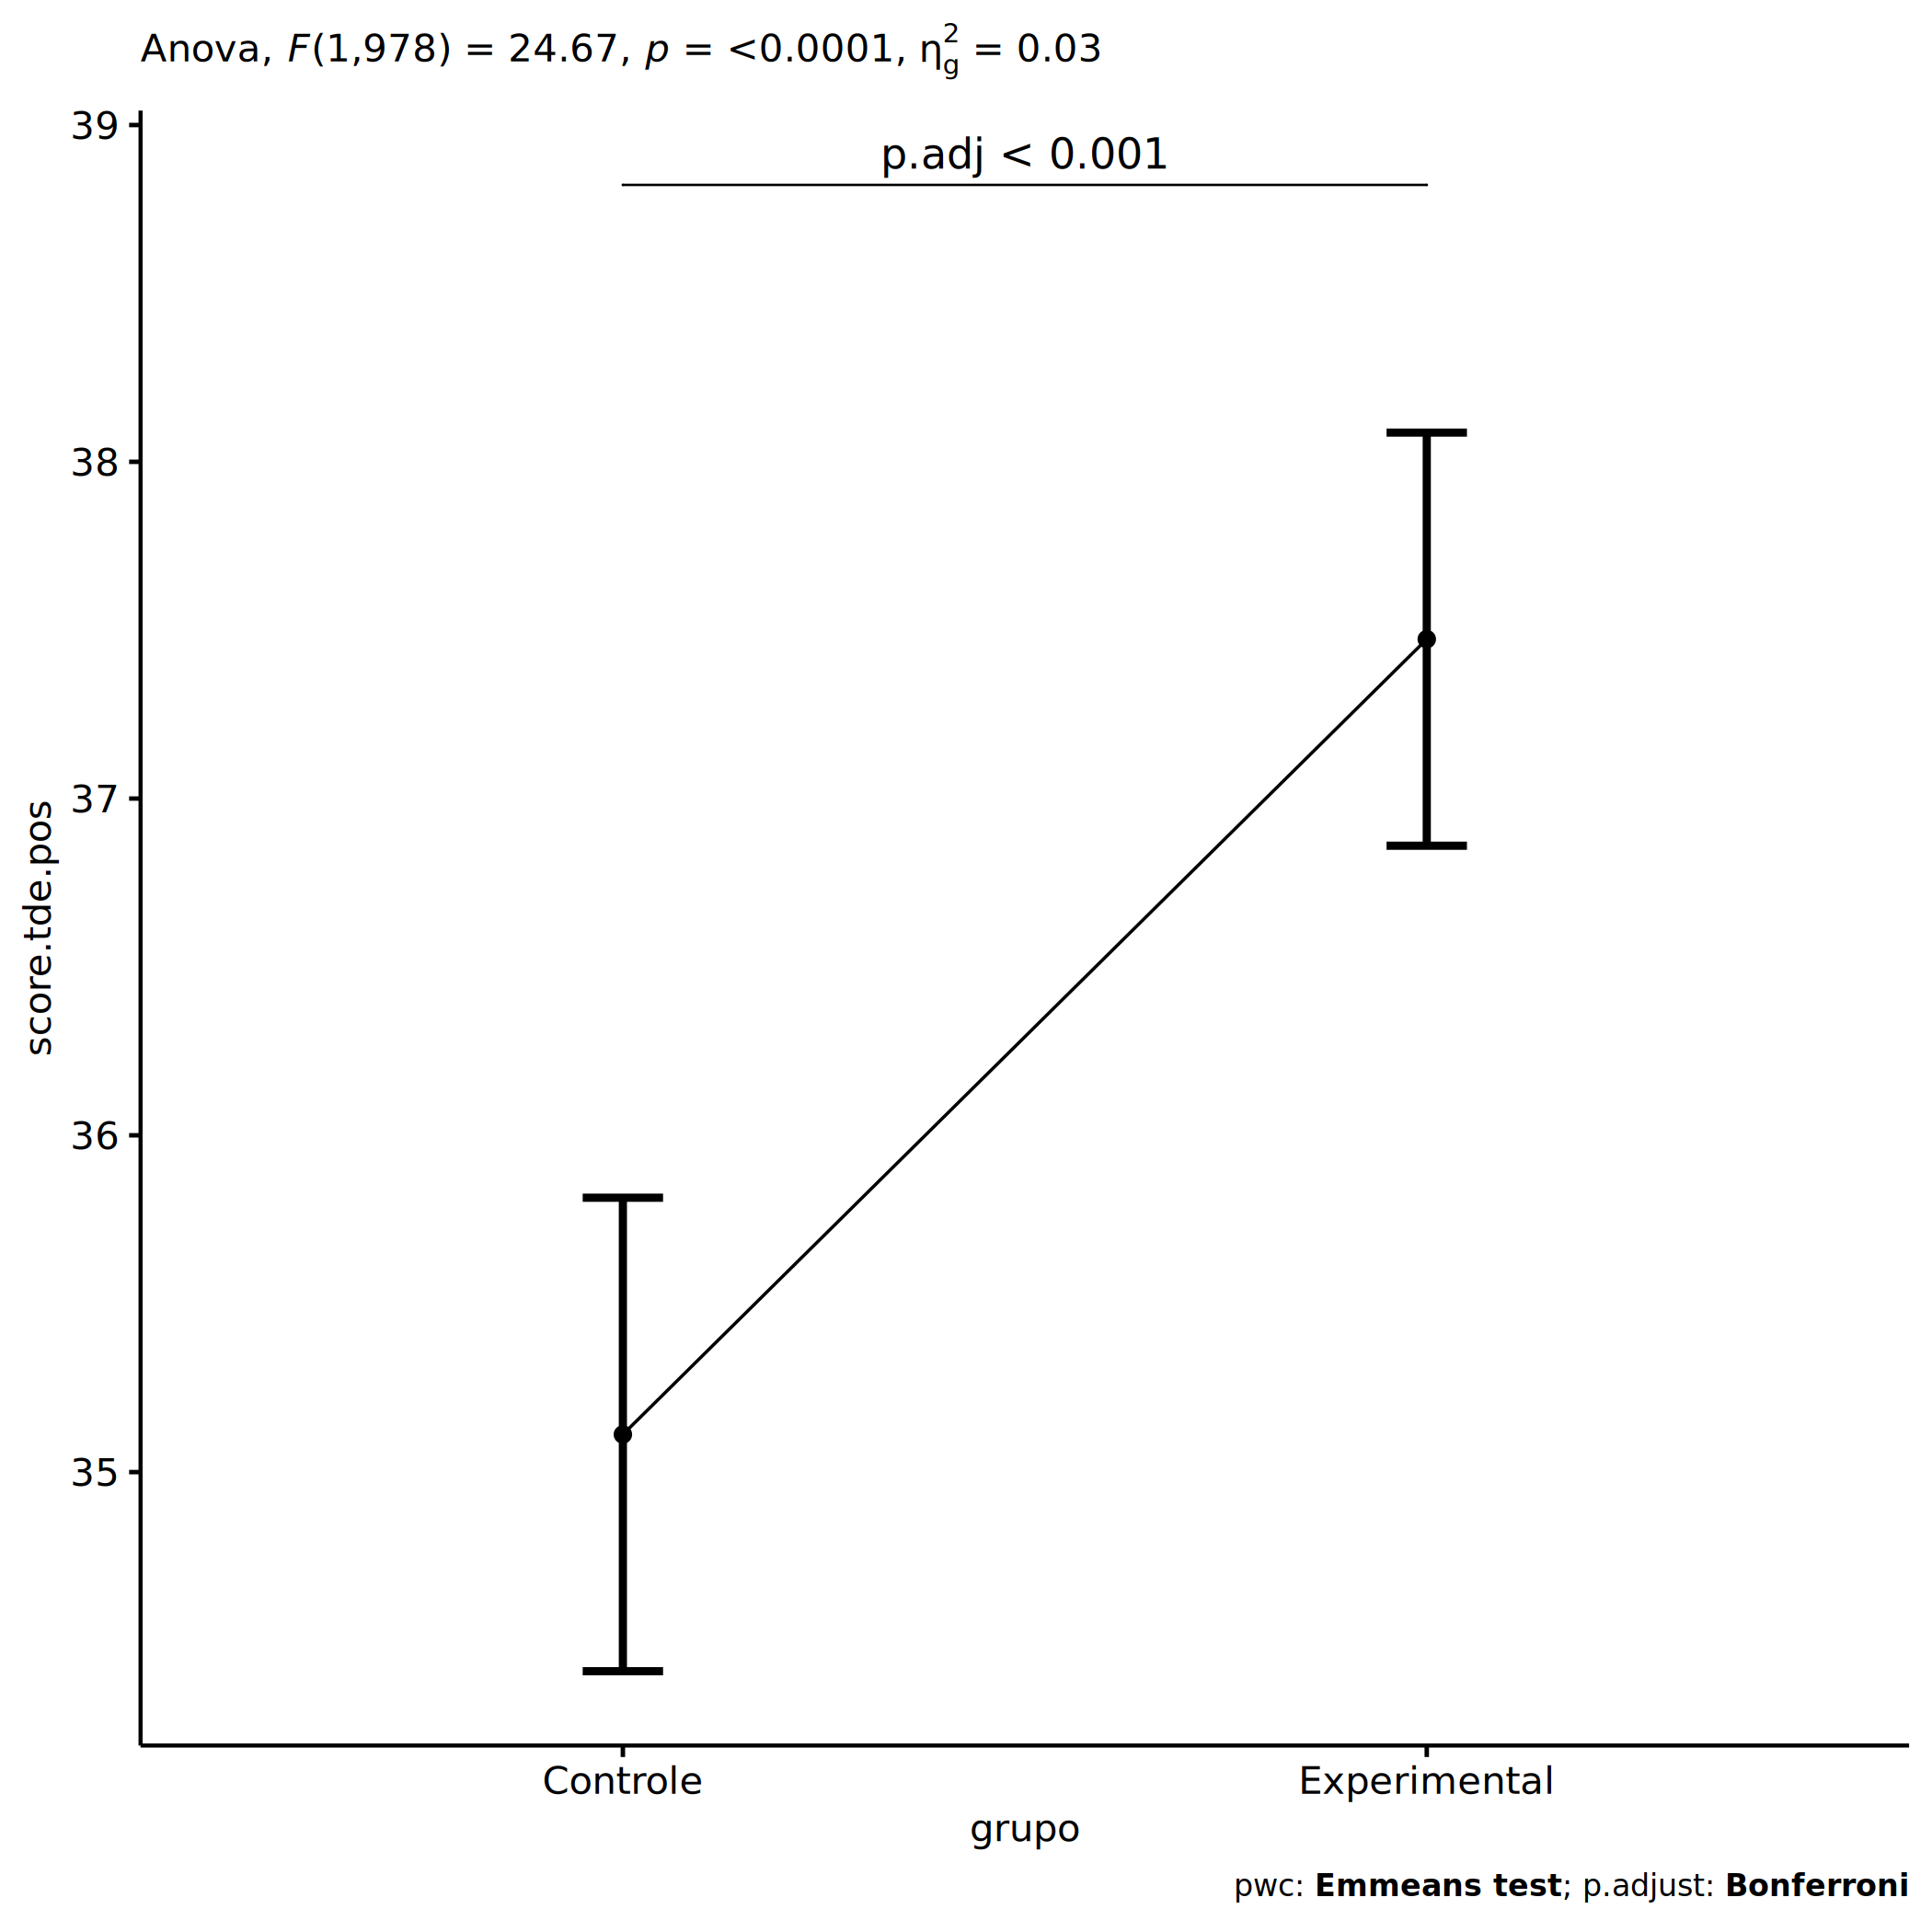 Anova, F(1,978) = 24.67, p = <0.0001, η²g = 0.03
39
p.adj < 0.001
38
37
36
35
score.tde.pos
Controle
Experimental
grupo
pwc: Emmeans test; p.adjust: Bonferroni